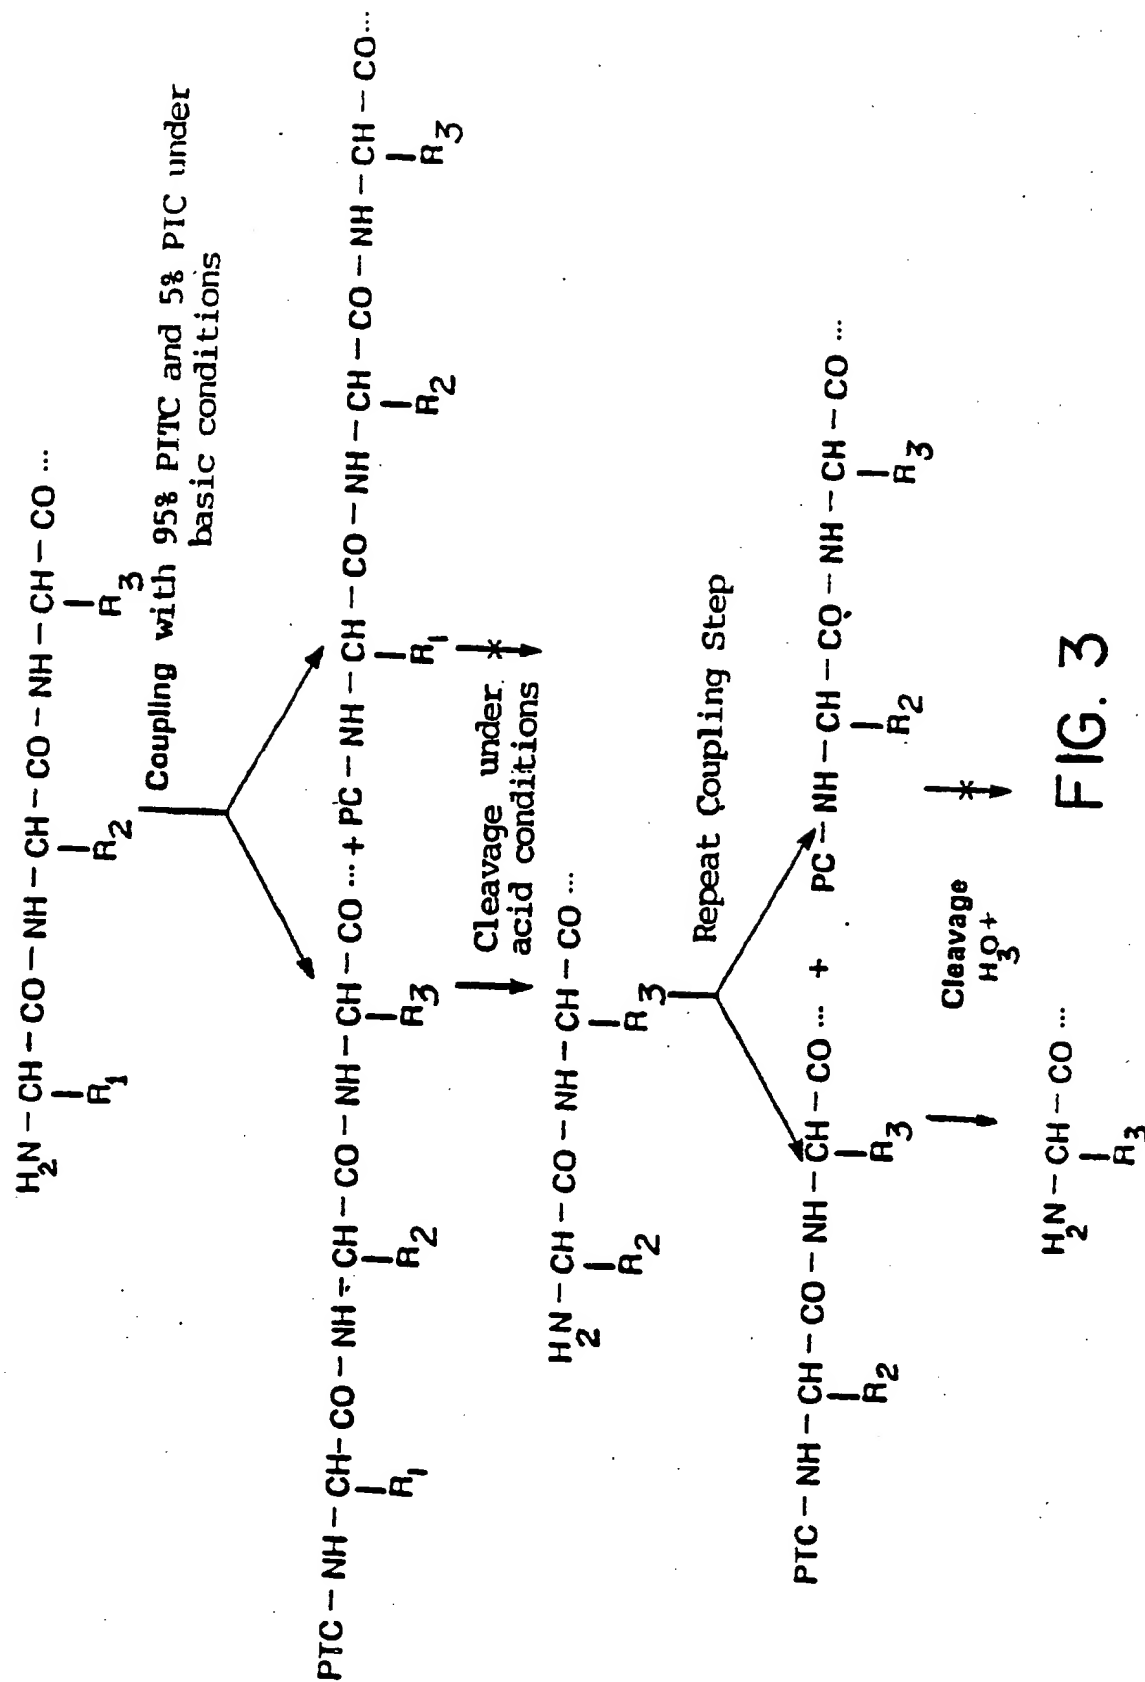 H2N-CH-CO-NH-CH-CO-NH-CH-CO...
R1 R2 R3
Coupling with 95% PITC and 5% PIC under
basic conditions
PTC-NH-CH-CO-NH-CH-CO-NH-CH-CO...+PC-NH-CH-CO-NH-CH-CO-NH-CH-CO...
R1 R2 R3 R1 R2 R3
Cleavage under
acid conditions
H2N-CH-CO-NH-CH-CO...
R2 R3
Repeat Coupling Step
PTC-NH-CH-CO-NH-CH-CO... + PC-NH-CH-CO-NH-CH-CO...
R2 R3 R2 R3
Cleavage
H3O+
H2N-CH-CO...
R3
FIG. 3